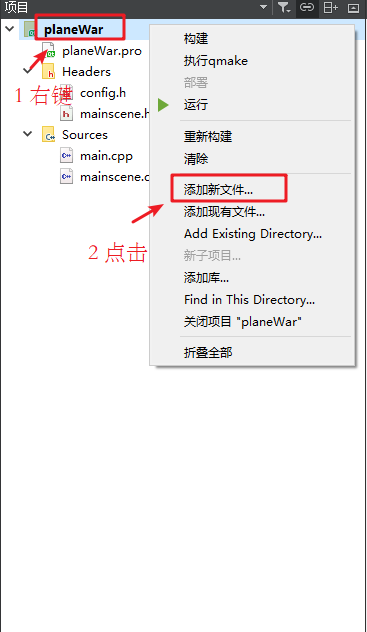 项目
planeWar
planeWar.pro
1 右键
Headers
config.h
mainscene.h
Sources
main.cpp
mainscene.c
构建
执行qmake
部署
运行
重新构建
清除
添加新文件...
添加现有文件...
2 点击
Add Existing Directory...
新子项目...
添加库...
Find in This Directory...
关闭项目 "planeWar"
折叠全部